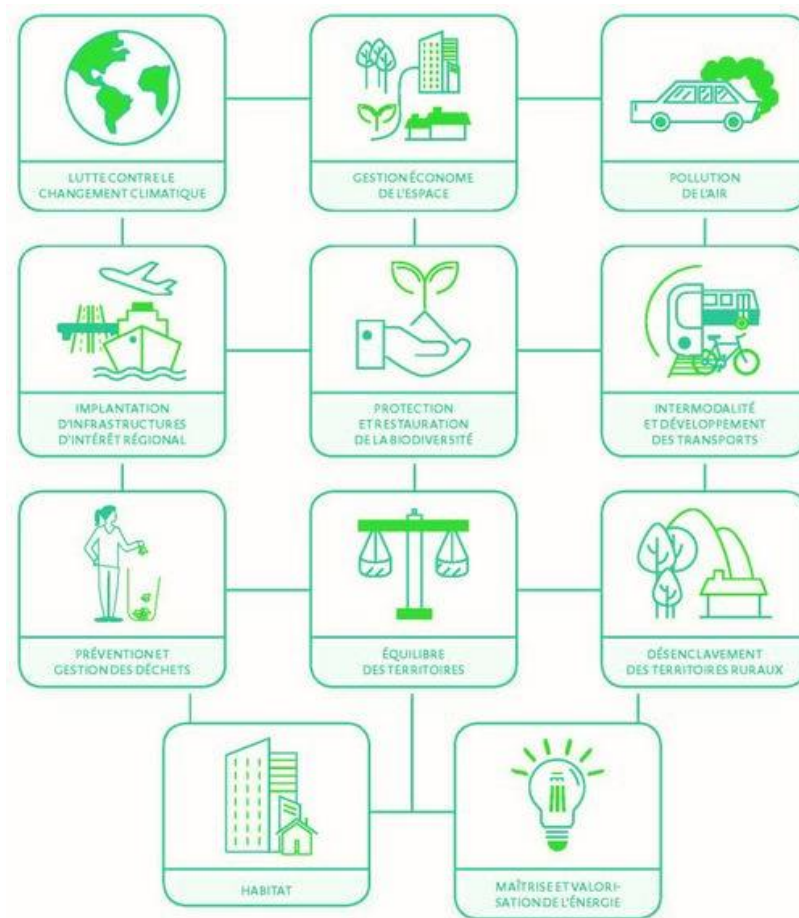 LUTTE CONTRE LE
CHANGEMENT CLIMATIQUE
GESTION ÉCONOME
DE L'ESPACE
POLLUTION
DE L'AIR
IMPLANTATION
D'INFRASTRUCTURES
D'INTÉRÊT RÉGIONAL
PROTECTION
ET RESTAURATION
DE LA BIODIVERSITÉ
INTERMODALITÉ
ET DÉVELOPPEMENT
DES TRANSPORTS
PRÉVENTION ET
GESTION DES DÉCHETS
ÉQUILIBRE
DES TERRITOIRES
DÉSENCLAVEMENT
DES TERRITOIRES RURAUX
HABITAT
MAÎTRISE ET VALORI-
SATION DE L'ÉNERGIE